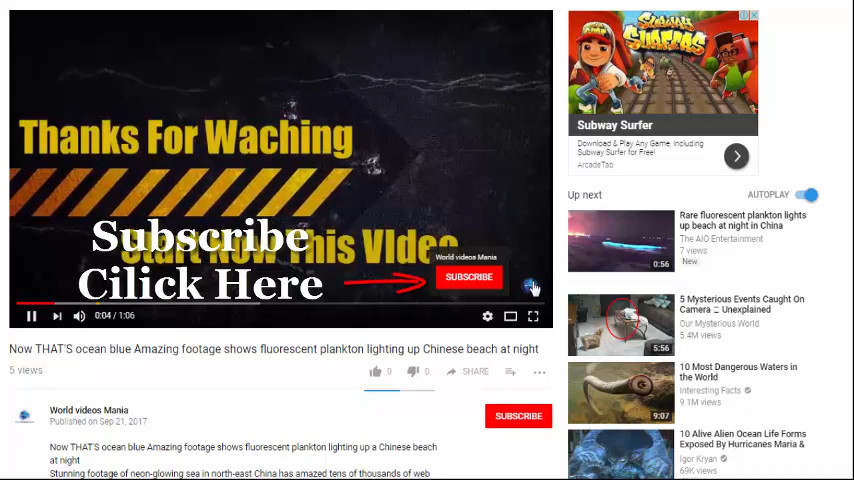 Thanks For Waching
Start Now This VIdeo
Subscribe
Cilick Here
World videos Mania
SUBSCRIBE
0:04 / 1:06
Now THAT'S ocean blue Amazing footage shows fluorescent plankton lighting up Chinese beach at night
5 views
0
0
SHARE
World videos Mania
Published on Sep 21, 2017
SUBSCRIBE
Now THAT'S ocean blue Amazing footage shows fluorescent plankton lighting up a Chinese beach
at night
Stunning footage of neon-glowing sea in north-east China has amazed tens of thousands of web
SUBWAY
SURFERS
Subway Surfer
Download & Play Any Game, Including
Subway Surfer for Free!
ArcadeTab
Up next
AUTOPLAY
Rare fluorescent plankton lights
up beach at night in China
The AIO Entertainment
7 views
New
0:56
5 Mysterious Events Caught On
Camera □ Unexplained
Our Mysterious World
5.4M views
5:56
10 Most Dangerous Waters in
the World
Interesting Facts
9.1M views
9:07
10 Alive Alien Ocean Life Forms
Exposed By Hurricanes Maria &
Igor Kryan
69K views